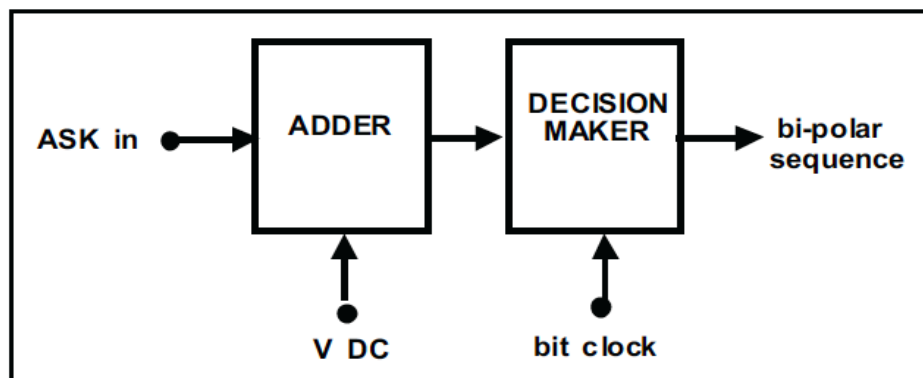 ASK in
ADDER
DECISION
MAKER
bi-polar
sequence
V DC
bit clock